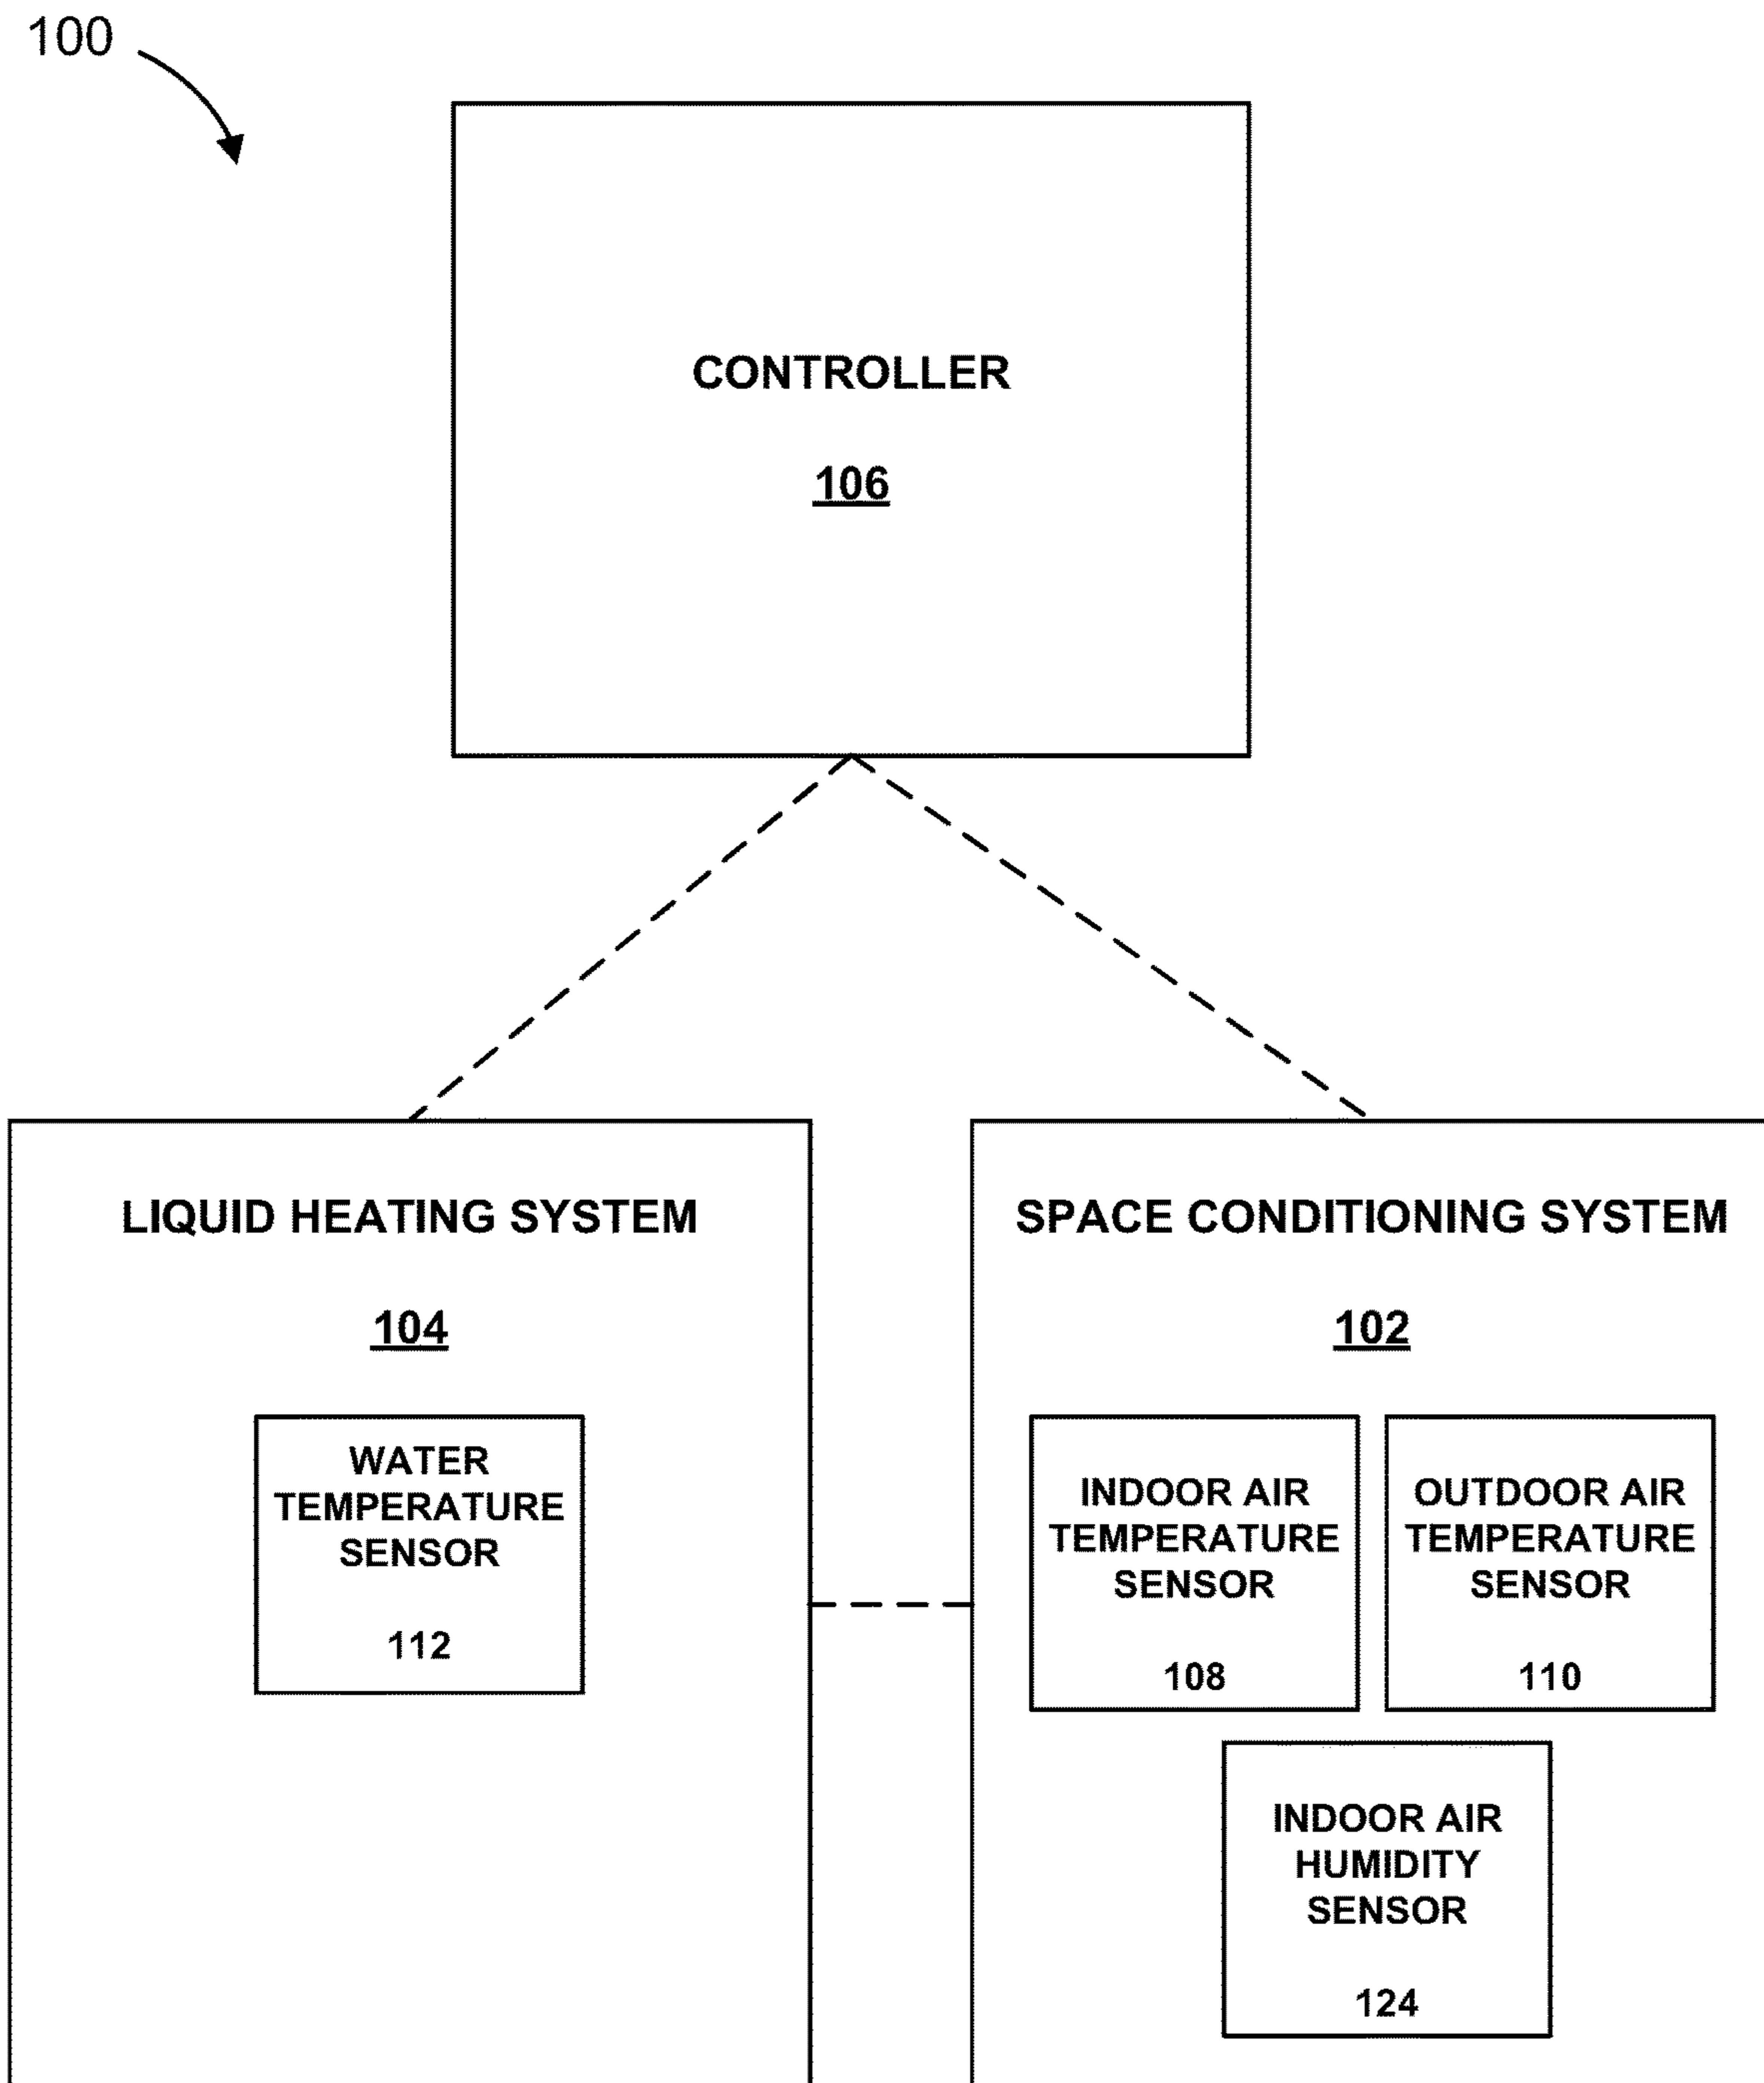 100
CONTROLLER
106
LIQUID HEATING SYSTEM
104
WATER
TEMPERATURE
SENSOR
112
SPACE CONDITIONING SYSTEM
102
INDOOR AIR
TEMPERATURE
SENSOR
108
OUTDOOR AIR
TEMPERATURE
SENSOR
110
INDOOR AIR
HUMIDITY
SENSOR
124